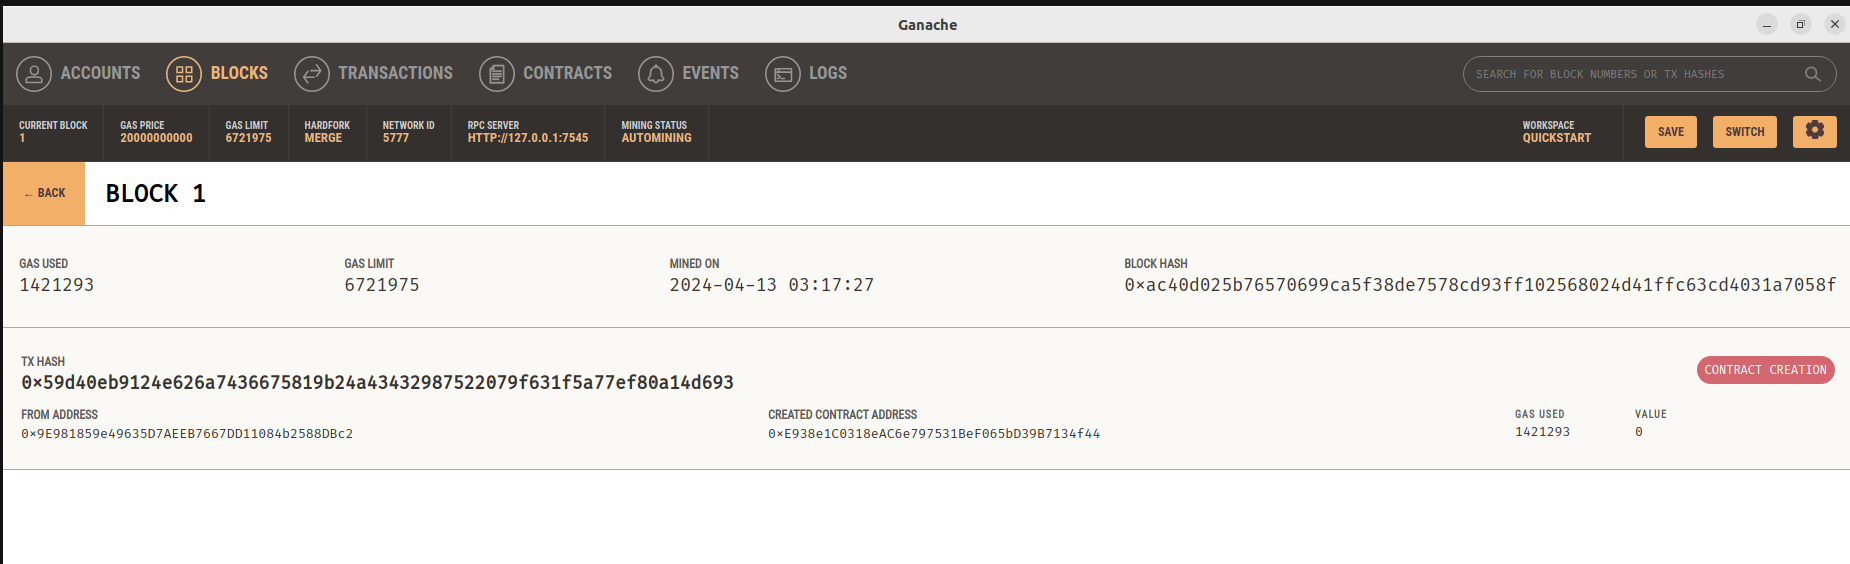 Ganache
ACCOUNTS BLOCKS TRANSACTIONS CONTRACTS EVENTS LOGS SEARCH FOR BLOCK NUMBERS OR TX HASHES
CURRENT BLOCK GAS PRICE GAS LIMIT HARDFORK NETWORK ID RPC SERVER MINING STATUS WORKSPACE
1 20000000000 6721975 MERGE 5777 HTTP://127.0.0.1:7545 AUTOMINING QUICKSTART SAVE SWITCH
← BACK BLOCK 1
GAS USED GAS LIMIT MINED ON BLOCK HASH
1421293 6721975 2024-04-13 03:17:27 0×ac40d025b76570699ca5f38de7578cd93ff102568024d41ffc63cd4031a7058f
TX HASH
0×59d40eb9124e626a7436675819b24a43432987522079f631f5a77ef80a14d693 CONTRACT CREATION
FROM ADDRESS CREATED CONTRACT ADDRESS GAS USED VALUE
0×9E981859e49635D7AEEB7667DD11084b2588DBc2 0×E938e1C0318eAC6e797531BeF065bD39B7134f44 1421293 0